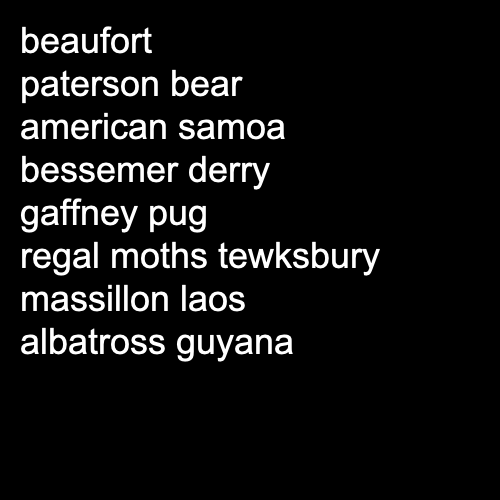 beaufort
paterson bear
american samoa
bessemer derry
gaffney pug
regal moths tewksbury
massillon laos
albatross guyana